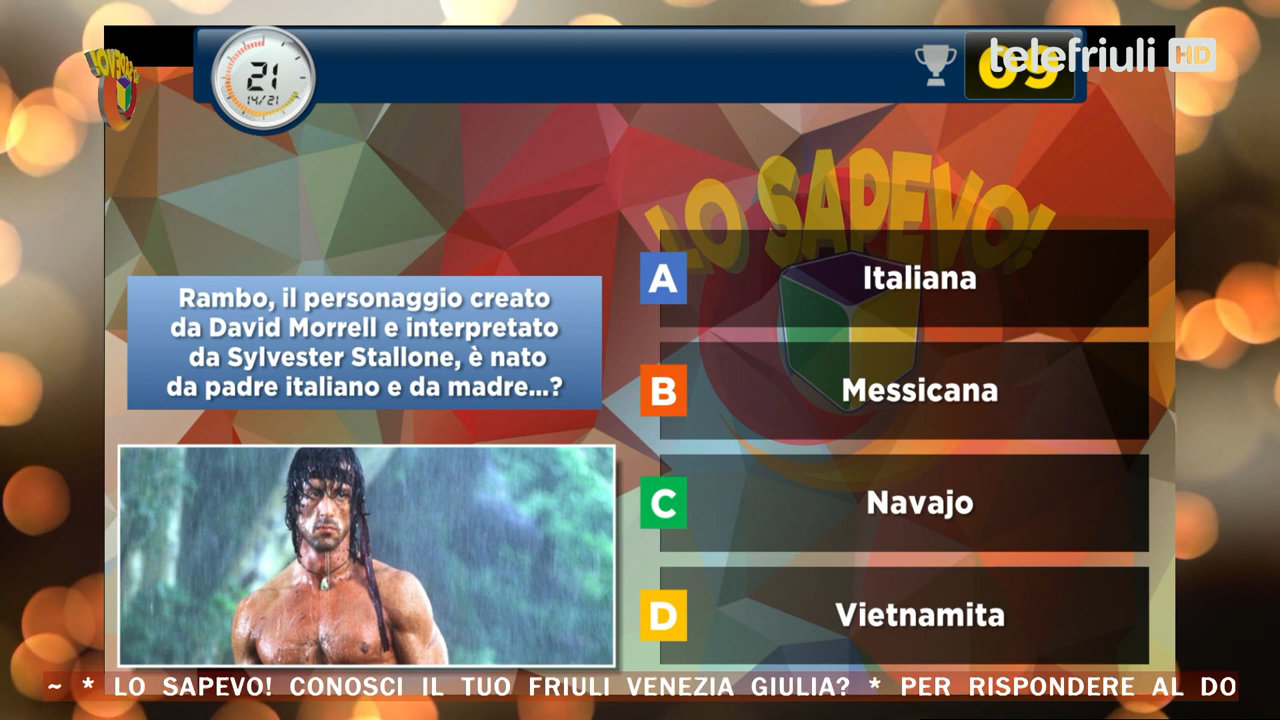 telefriuli HD
21
14/21
09
LO SAPEVO!
Rambo, il personaggio creato
da David Morrell e interpretato
da Sylvester Stallone, è nato
da padre italiano e da madre...?
A Italiana
B Messicana
C Navajo
D Vietnamita
~ * LO SAPEVO! CONOSCI IL TUO FRIULI VENEZIA GIULIA? * PER RISPONDERE AL DO